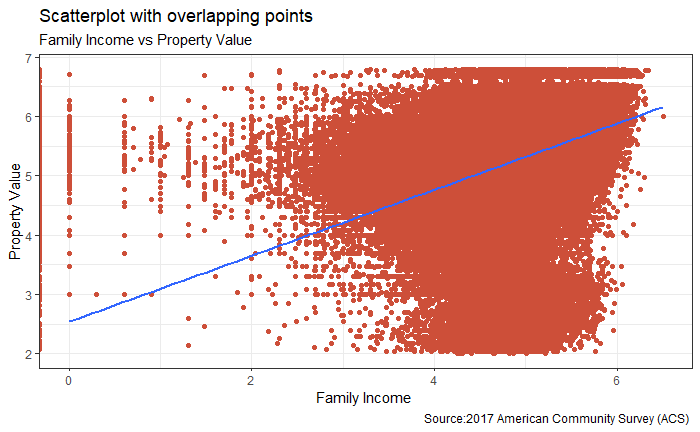 Scatterplot with overlapping points
Family Income vs Property Value
7
6
5
4
3
2
Property Value
0 2 4 6
Family Income
Source:2017 American Community Survey (ACS)